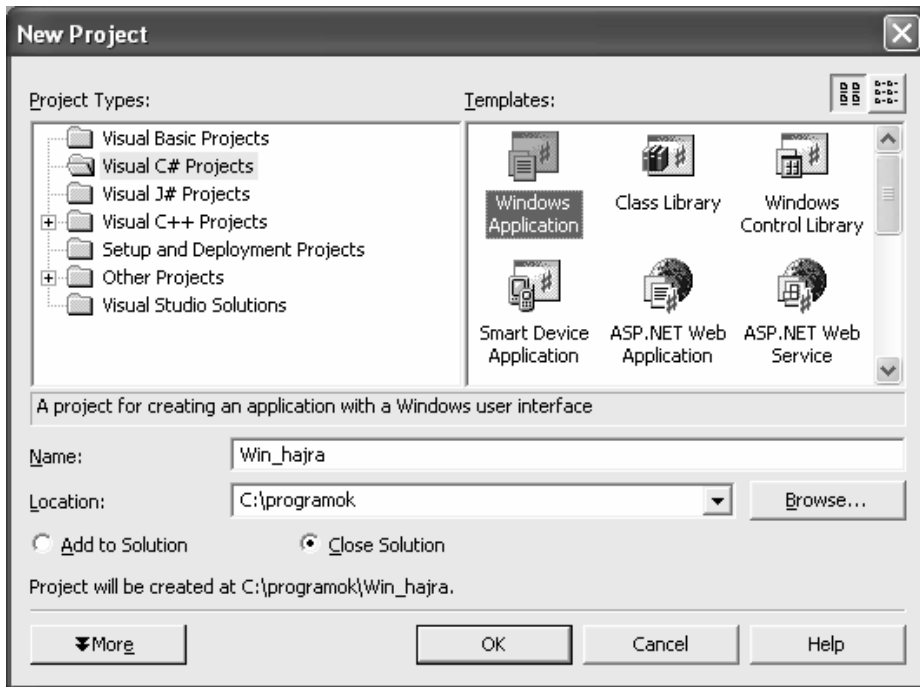 New Project
Project Types:
Templates:
Visual Basic Projects
Visual C# Projects
Visual J# Projects
Visual C++ Projects
Setup and Deployment Projects
Other Projects
Visual Studio Solutions
Windows
Application
Class Library
Windows
Control Library
Smart Device
Application
ASP.NET Web
Application
ASP.NET Web
Service
A project for creating an application with a Windows user interface
Name:
Win_hajra
Location:
C:\programok
Browse...
Add to Solution
Close Solution
Project will be created at C:\programok\Win_hajra.
More
OK
Cancel
Help